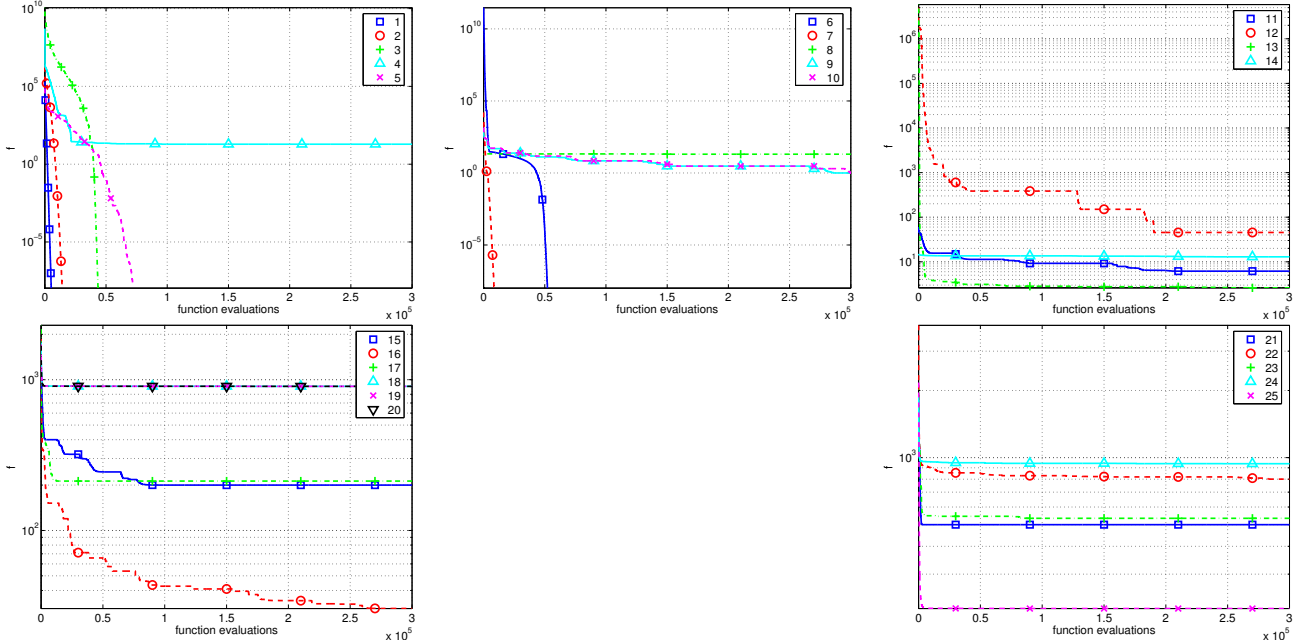 10^10
10^5
10^0
10^-5
f
0 0.5 1 1.5 2 2.5 3
x 10^5
function evaluations
1
2
3
4
5
10^10
10^5
10^0
10^-5
f
0 0.5 1 1.5 2 2.5 3
x 10^5
function evaluations
6
7
8
9
10
10^6
10^5
10^4
10^3
10^2
10^1
f
0 0.5 1 1.5 2 2.5 3
x 10^5
function evaluations
11
12
13
14
10^3
10^2
f
0 0.5 1 1.5 2 2.5 3
x 10^5
function evaluations
15
16
17
18
19
20
10^3
f
0 0.5 1 1.5 2 2.5 3
x 10^5
function evaluations
21
22
23
24
25